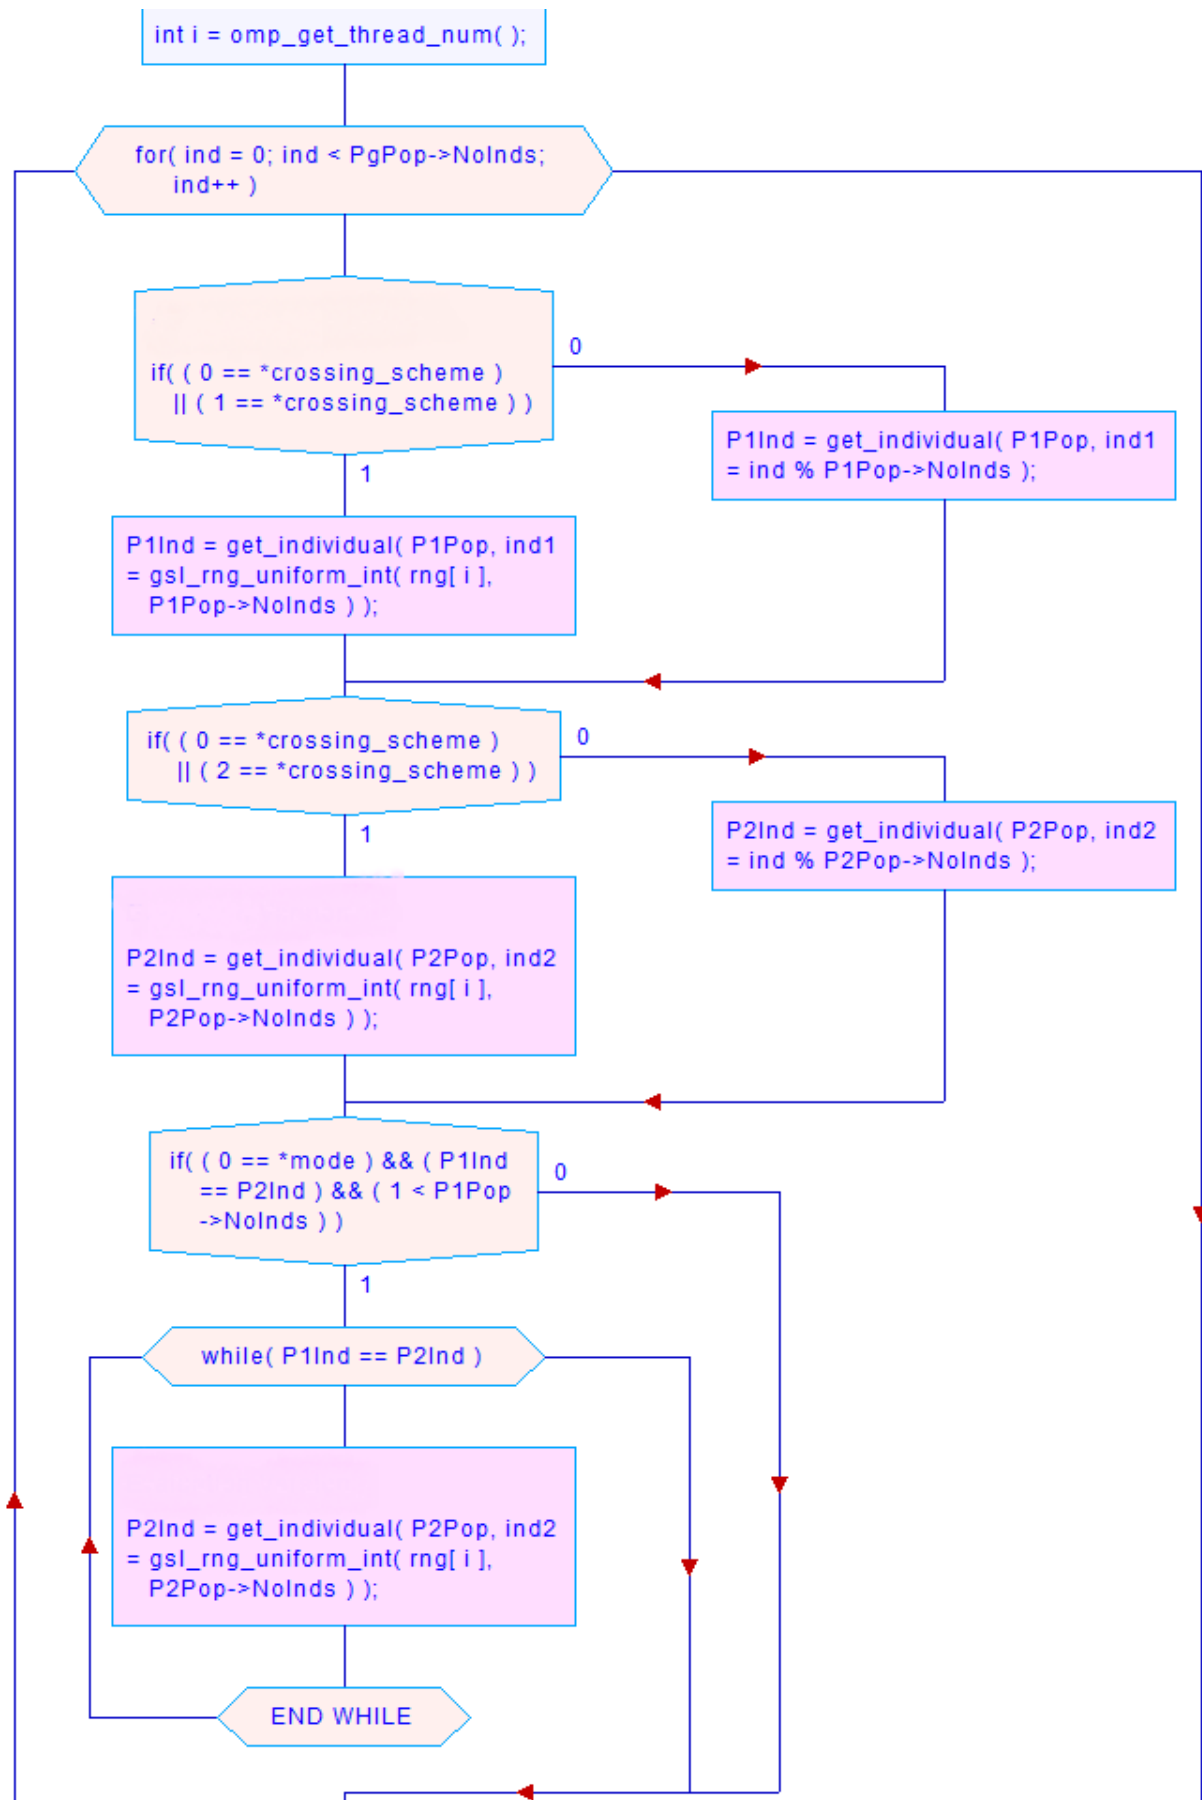 int i = omp_get_thread_num( );
for( ind = 0; ind < PgPop->NoInds;
ind++ )
if( ( 0 == *crossing_scheme )
|| ( 1 == *crossing_scheme ) )
0
1
P1Ind = get_individual( P1Pop, ind1
= ind % P1Pop->NoInds );
P1Ind = get_individual( P1Pop, ind1
= gsl_rng_uniform_int( rng[ i ],
P1Pop->NoInds ) );
if( ( 0 == *crossing_scheme )
|| ( 2 == *crossing_scheme ) )
0
1
P2Ind = get_individual( P2Pop, ind2
= ind % P2Pop->NoInds );
P2Ind = get_individual( P2Pop, ind2
= gsl_rng_uniform_int( rng[ i ],
P2Pop->NoInds ) );
if( ( 0 == *mode ) && ( P1Ind
== P2Ind ) && ( 1 < P1Pop
->NoInds ) )
0
1
while( P1Ind == P2Ind )
P2Ind = get_individual( P2Pop, ind2
= gsl_rng_uniform_int( rng[ i ],
P2Pop->NoInds ) );
END WHILE